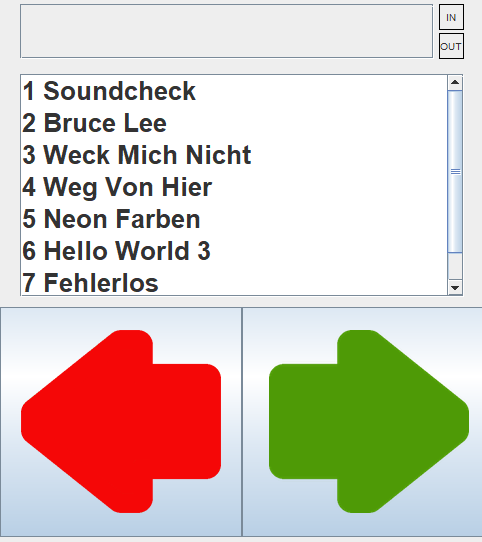 IN
OUT
1 Soundcheck
2 Bruce Lee
3 Weck Mich Nicht
4 Weg Von Hier
5 Neon Farben
6 Hello World 3
7 Fehlerlos